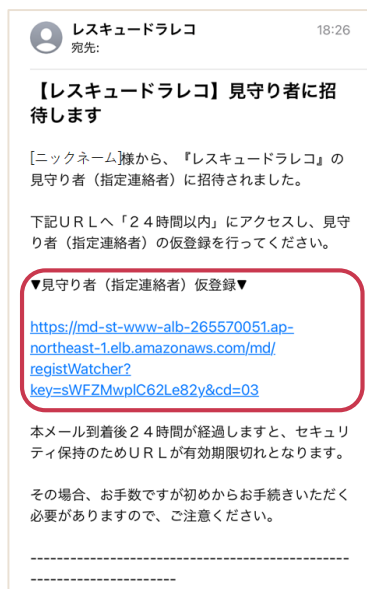 レスキュードラレコ
18:26
宛先:
【レスキュードラレコ】見守り者に招
待します
[ニックネーム]様から、『レスキュードラレコ』の
見守り者（指定連絡者）に招待されました。
下記ＵＲＬへ「２４時間以内」にアクセスし、見守
り者（指定連絡者）の仮登録を行ってください。
▼見守り者（指定連絡者）仮登録▼
https://md-st-www-alb-265570051.ap-
northeast-1.elb.amazonaws.com/md/
registWatcher?
key=sWFZMwplC62Le82y&cd=03
本メール到着後２４時間が経過しますと、セキュリ
ティ保持のためＵＲＬが有効期限切れとなります。
その場合、お手数ですが初めからお手続きいただく
必要がありますので、ご注意ください。
------------------------------------------------
----------------------